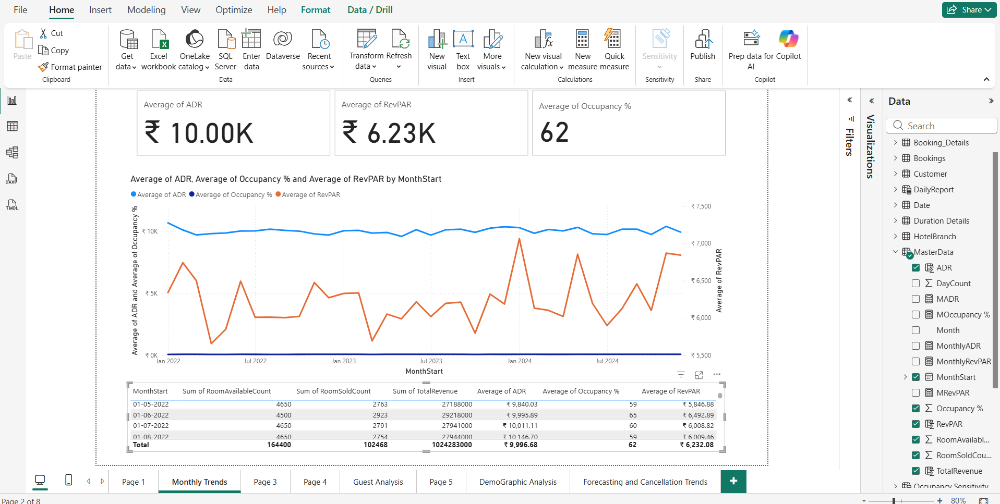 File Home Insert Modeling View Optimize Help Format Data / Drill Share
Paste
Cut
Copy
Format painter
Clipboard
Get data
Excel workbook
OneLake catalog
SQL Server
Enter data
Dataverse
Recent sources
Data
Transform data
Refresh
Queries
New visual
Text box
A
More visuals
Insert
New visual calculation
New measure
Quick measure
Calculations
Sensitivity
Sensitivity
Publish
Share
Prep data for AI
Copilot
Copilot
DAX
TMDL
Average of ADR
₹ 10.00K
Average of RevPAR
₹ 6.23K
Average of Occupancy %
62
Average of ADR, Average of Occupancy % and Average of RevPAR by MonthStart
Average of ADR Average of Occupancy % Average of RevPAR
Average of ADR and Average of Occupancy %
₹ 10K
₹ 5K
₹ 0K
₹ 7,500
₹ 7,000
₹ 6,500
₹ 6,000
₹ 5,500
Average of RevPAR
Jan 2022 Jul 2022 Jan 2023 Jul 2023 Jan 2024 Jul 2024
MonthStart
MonthStart Sum of RoomAvailableCount Sum of RoomSoldCount Sum of TotalRevenue Average of ADR Average of Occupancy % Average of RevPAR
01-05-2022 4650 2763 27188000 ₹ 9,840.03 59 ₹ 5,846.88
01-06-2022 4500 2923 29218000 ₹ 9,995.89 65 ₹ 6,492.89
01-07-2022 4650 2791 27941000 ₹ 10,011.11 60 ₹ 6,008.82
01-08-2022 4650 2754 27944000 ₹ 10,146.70 59 ₹ 6,009.46
Total 164400 102468 1024283000 ₹ 9,996.68 62 ₹ 6,232.08
Filters
Visualizations
Data
Search
Booking_Details
Bookings
Customer
DailyReport
Date
Duration Details
HotelBranch
MasterData
ADR
DayCount
MADR
MOccupancy %
Month
MonthlyADR
MonthlyRevPAR
MonthStart
MRevPAR
Occupancy %
RevPAR
RoomAvailabl...
RoomSoldCou...
TotalRevenue
Occupancy Sensitivity
Page 1 Monthly Trends Page 3 Page 4 Guest Analysis Page 5 DemoGraphic Analysis Forecasting and Cancellation Trends +
Page 2 of 8
- + 80%